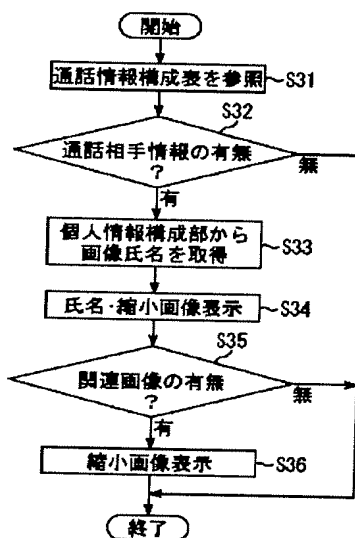 開始
通話情報構成表を参照
S31
S32
通話相手情報の有無
?
無
有
個人情報構成部から
画像氏名を取得
S33
氏名·縮小画像表示
S34
S35
関連画像の有無
?
無
有
縮小画像表示
S36
終了